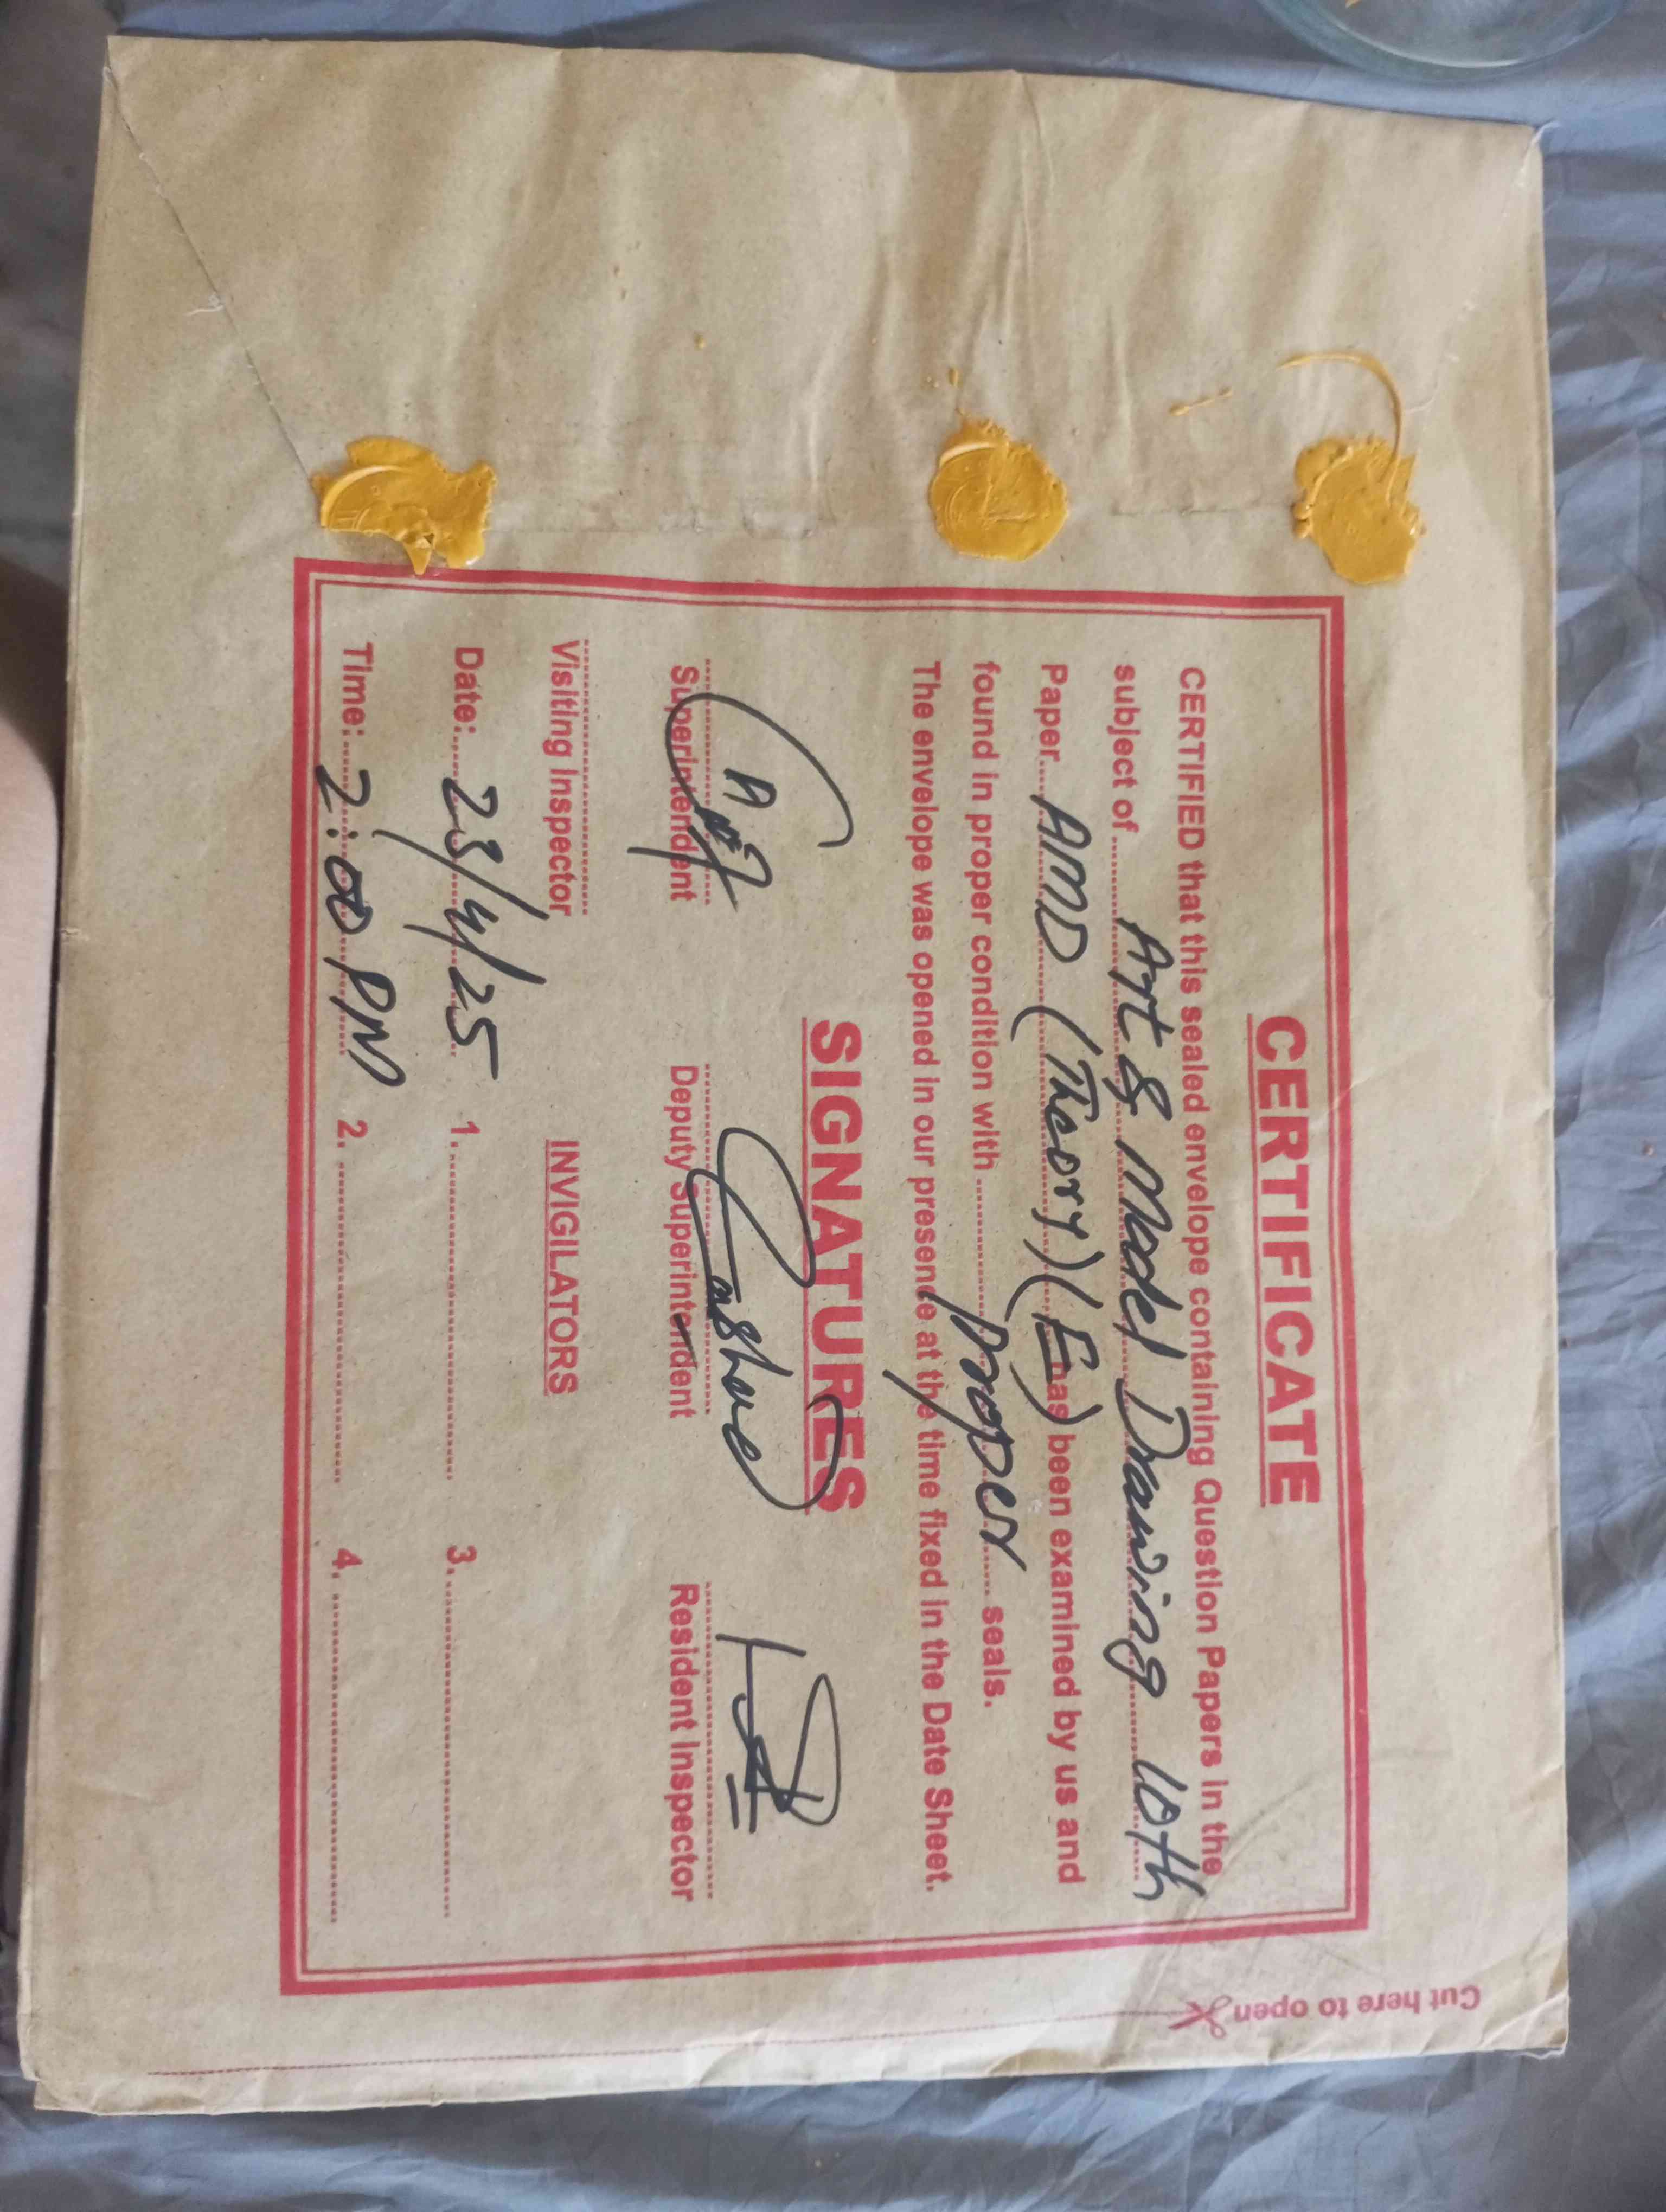 CERTIFICATE
CERTIFIED that this sealed envelope containing Question Papers in the
subject of Art & Model Drawing 10th
Paper AMD (Theory) (E) has been examined by us and
found in proper condition with proper seals.
The envelope was opened in our presence at the time fixed in the Date Sheet.
SIGNATURES
Superintendent Deputy Superintendent Resident Inspector
Visiting Inspector INVIGILATORS
Date: 23/4/25 1. 3.
Time: 2:00 PM 2. 4.
Cut here to open